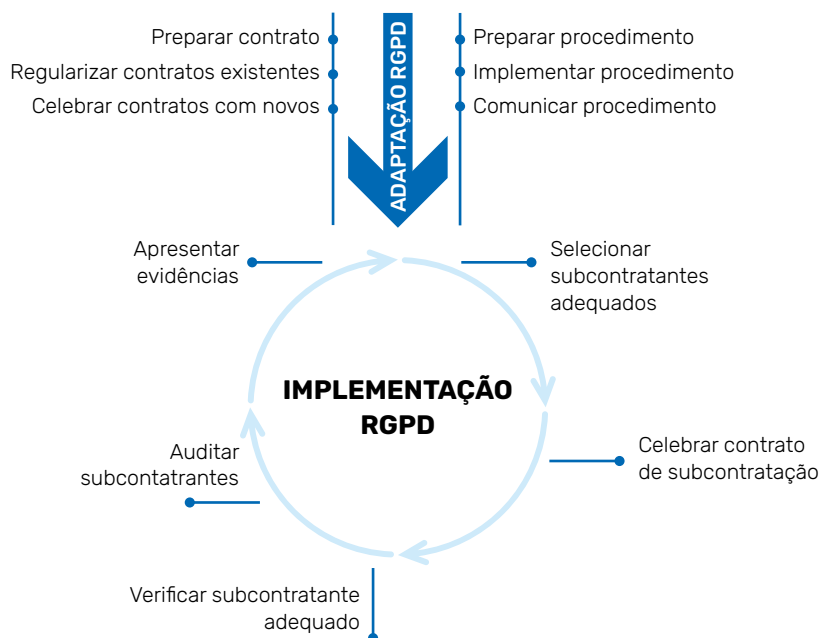 Preparar contrato
Regularizar contratos existentes
Celebrar contratos com novos
ADAPTAÇÃO RGPD
Preparar procedimento
Implementar procedimento
Comunicar procedimento
Apresentar
evidências
Selecionar
subcontratantes
adequados
IMPLEMENTAÇÃO
RGPD
Auditar
subcontatrantes
Celebrar contrato
de subcontratação
Verificar subcontratante
adequado